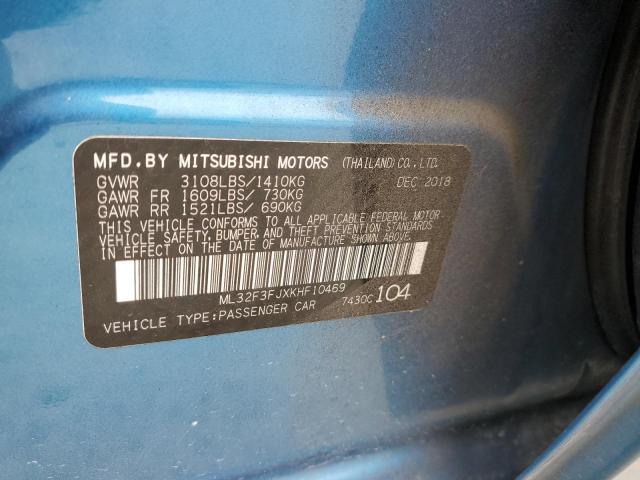 MFD.BY MITSUBISHI MOTORS (THAILAND) CO.,LTD.
GVWR 3108LBS/1410KG DEC 2018
GAWR FR 1609LBS/ 730KG
GAWR RR 1521LBS/ 690KG
THIS VEHICLE CONFORMS TO ALL APPLICABLE FEDERAL MOTOR
VEHICLE SAFETY, BUMPER, AND THEFT PREVENTION STANDARDS
IN EFFECT ON THE DATE OF MANUFACTURE SHOWN ABOVE.
ML32F3FJXKHF10469
VEHICLE TYPE:PASSENGER CAR 7430C 104